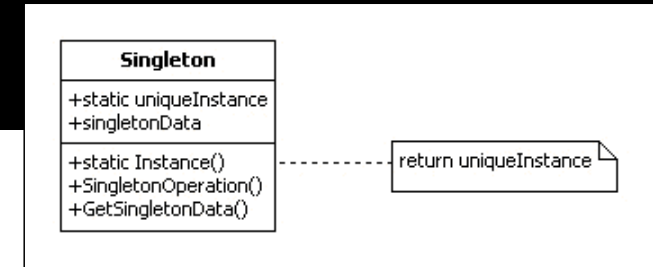 Singleton
+static uniqueInstance
+singletonData
+static Instance()
+SingletonOperation()
+GetSingletonData()
return uniqueInstance